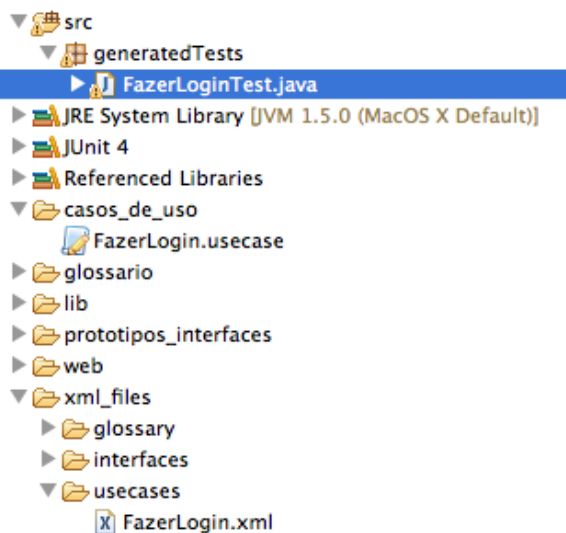 src
generatedTests
FazerLoginTest.java
JRE System Library [JVM 1.5.0 (MacOS X Default)]
JUnit 4
Referenced Libraries
casos_de_uso
FazerLogin.usecase
glossario
lib
prototipos_interfaces
web
xml_files
glossary
interfaces
usecases
FazerLogin.xml